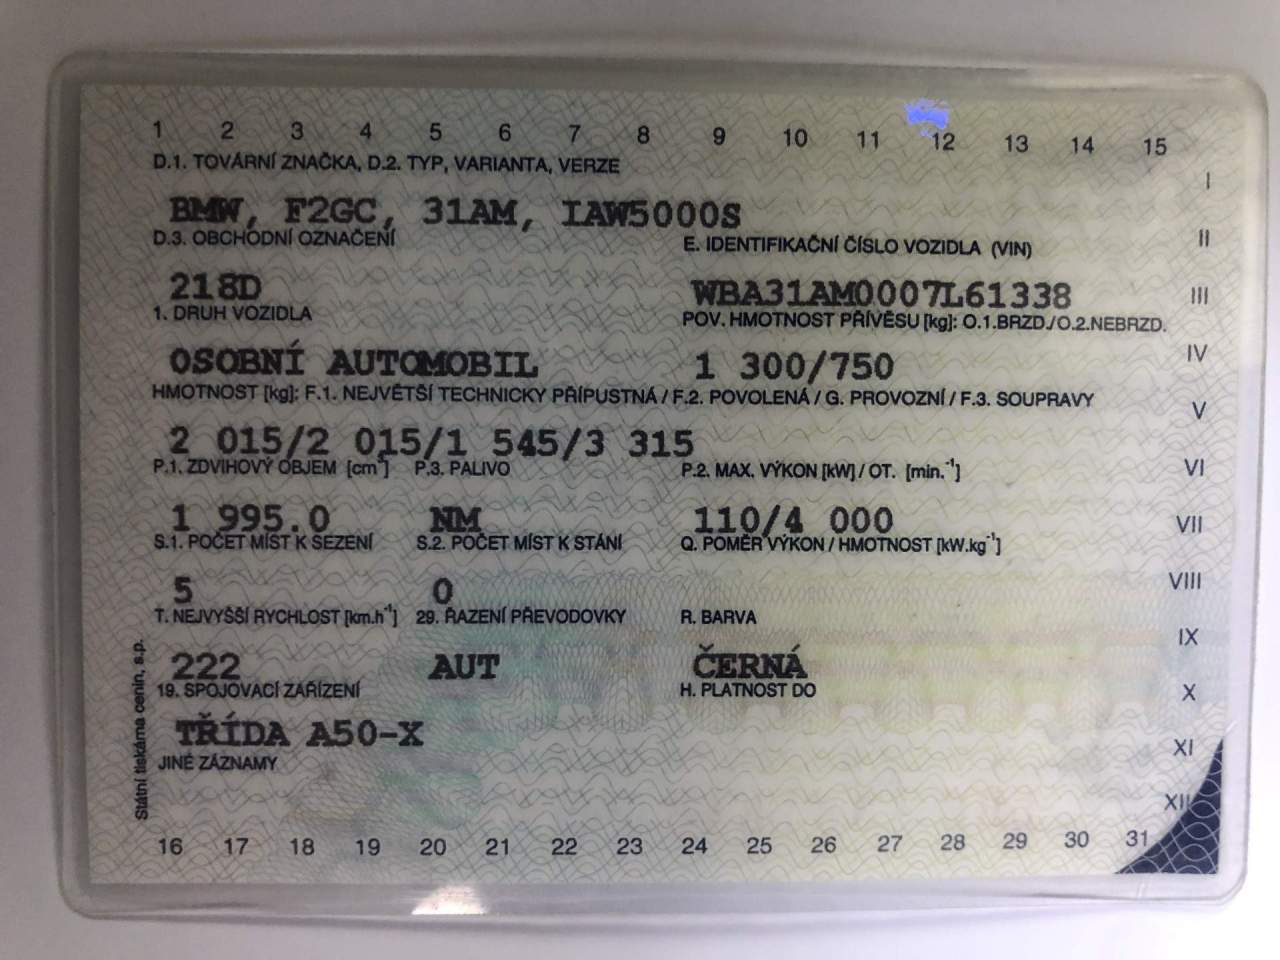 1 2 3 4 5 6 7 8 9 10 11 12 13 14 15
D.1. TOVÁRNÍ ZNAČKA, D.2. TYP, VARIANTA, VERZE
I
BMW, F2GC, 31AM, IAW5000S
D.3. OBCHODNÍ OZNAČENÍ E. IDENTIFIKAČNÍ ČÍSLO VOZIDLA (VIN)
II
218D WBA31AM0007L61338
III
1. DRUH VOZIDLA POV. HMOTNOST PŘÍVĚSU [kg]: O.1.BRZD./O.2.NEBRZD.
OSOBNÍ AUTOMOBIL 1 300/750
IV
HMOTNOST [kg]: F.1. NEJVĚTŠÍ TECHNICKY PŘÍPUSTNÁ / F.2. POVOLENÁ / G. PROVOZNÍ / F.3. SOUPRAVY
V
2 015/2 015/1 545/3 315
P.1. ZDVIHOVÝ OBJEM [cm³] P.3. PALIVO P.2. MAX. VÝKON [kW] / OT. [min.⁻¹]
VI
1 995.0 NM 110/4 000
VII
S.1. POČET MÍST K SEZENÍ S.2. POČET MÍST K STÁNÍ Q. POMĚR VÝKON / HMOTNOST [kW.kg⁻¹]
5 0
VIII
T. NEJVYŠŠÍ RYCHLOST [km.h⁻¹] 29. ŘAZENÍ PŘEVODOVKY R. BARVA
IX
222 AUT ČERNÁ
19. SPOJOVACÍ ZAŘÍZENÍ H. PLATNOST DO
X
TŘÍDA A50-X
XI
JINÉ ZÁZNAMY
XII
Státní tiskárna cenin, s.p.
16 17 18 19 20 21 22 23 24 25 26 27 28 29 30 31